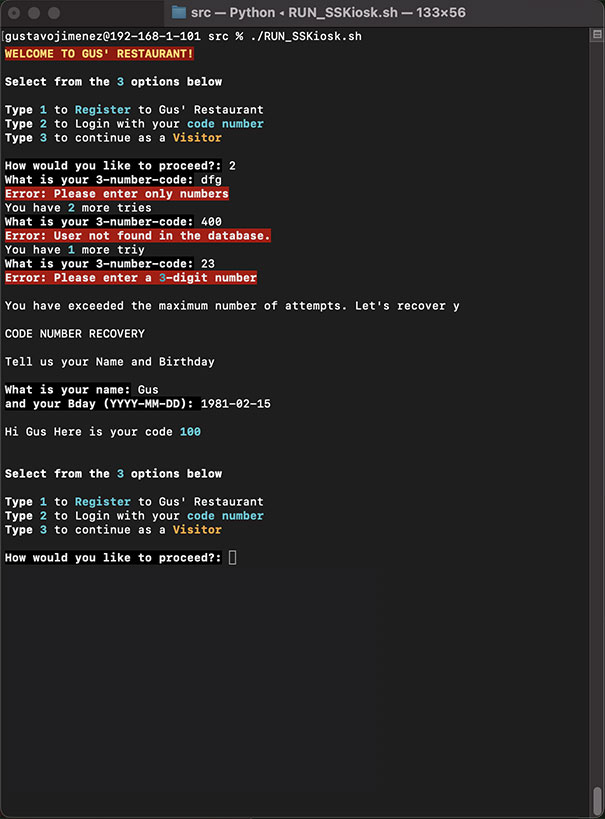 src — Python ◂ RUN_SSKiosk.sh — 133×56
[gustavojimenez@192-168-1-101 src % ./RUN_SSKiosk.sh
WELCOME TO GUS' RESTAURANT!
Select from the 3 options below
Type 1 to Register to Gus' Restaurant
Type 2 to Login with your code number
Type 3 to continue as a Visitor
How would you like to proceed?: 2
What is your 3-number-code: dfg
Error: Please enter only numbers
You have 2 more tries
What is your 3-number-code: 400
Error: User not found in the database.
You have 1 more triy
What is your 3-number-code: 23
Error: Please enter a 3-digit number
You have exceeded the maximum number of attempts. Let's recover y
CODE NUMBER RECOVERY
Tell us your Name and Birthday
What is your name: Gus
and your Bday (YYYY-MM-DD): 1981-02-15
Hi Gus Here is your code 100
Select from the 3 options below
Type 1 to Register to Gus' Restaurant
Type 2 to Login with your code number
Type 3 to continue as a Visitor
How would you like to proceed?: